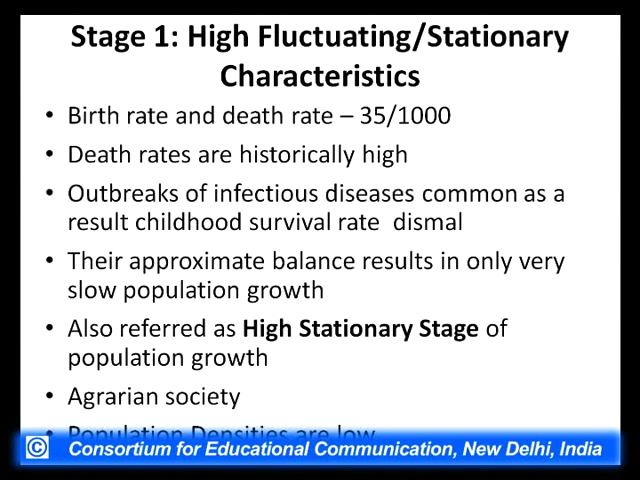 Stage 1: High Fluctuating/Stationary
Characteristics
• Birth rate and death rate – 35/1000
• Death rates are historically high
• Outbreaks of infectious diseases common as a
result childhood survival rate dismal
• Their approximate balance results in only very
slow population growth
• Also referred as High Stationary Stage of
population growth
• Agrarian society
• Population Densities are low
© Consortium for Educational Communication, New Delhi, India